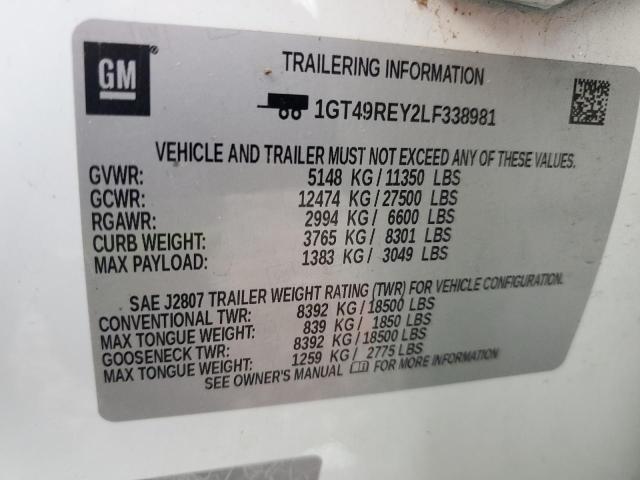 GM
TRAILERING INFORMATION
1GT49REY2LF338981
VEHICLE AND TRAILER MUST NOT EXCEED ANY OF THESE VALUES.
GVWR: 5148 KG/ 11350 LBS
GCWR: 12474 KG/ 27500 LBS
RGAWR: 2994 KG/ 6600 LBS
CURB WEIGHT: 3765 KG/ 8301 LBS
MAX PAYLOAD: 1383 KG/ 3049 LBS
SAE J2807 TRAILER WEIGHT RATING (TWR) FOR VEHICLE CONFIGURATION.
CONVENTIONAL TWR: 8392 KG/ 18500 LBS
MAX TONGUE WEIGHT: 839 KG/ 1850 LBS
GOOSENECK TWR: 8392 KG/ 18500 LBS
MAX TONGUE WEIGHT: 1259 KG/ 2775 LBS
SEE OWNER'S MANUAL FOR MORE INFORMATION